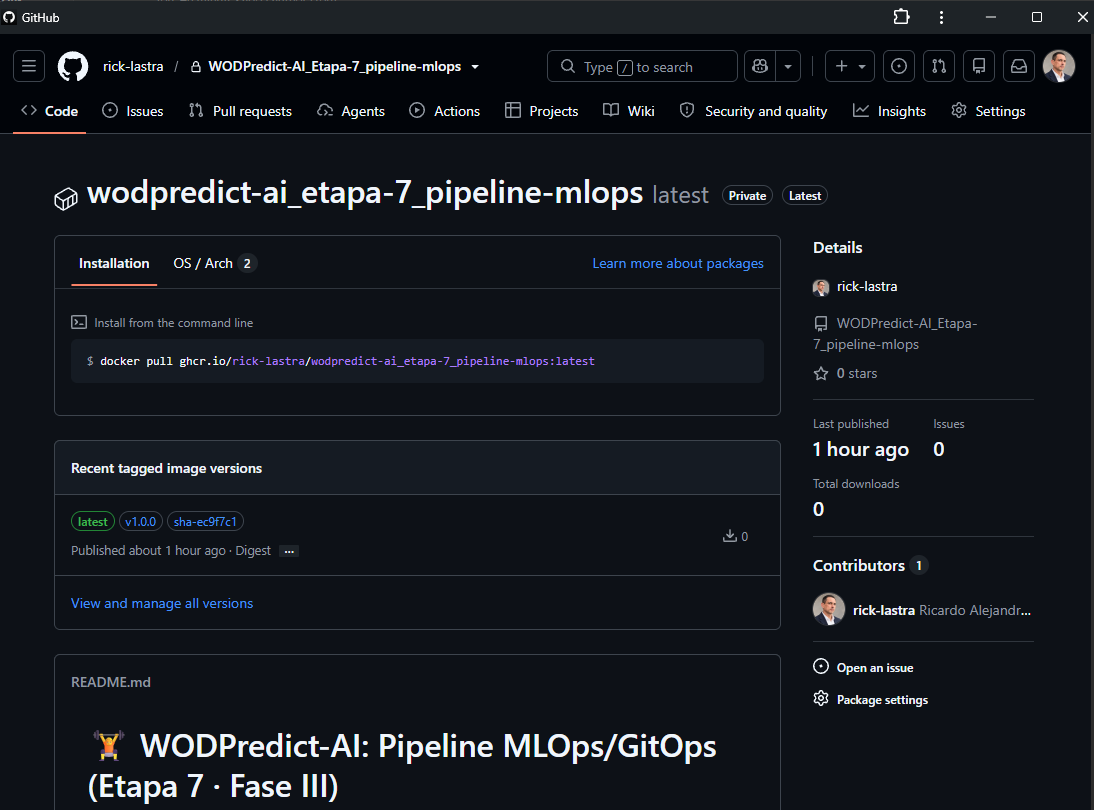 GitHub
rick-lastra / WODPredict-AI_Etapa-7_pipeline-mlops
Type / to search
Code
Issues
Pull requests
Agents
Actions
Projects
Wiki
Security and quality
Insights
Settings
wodpredict-ai_etapa-7_pipeline-mlops latest Private Latest
Installation
OS / Arch 2
Learn more about packages
Install from the command line
$ docker pull ghcr.io/rick-lastra/wodpredict-ai_etapa-7_pipeline-mlops:latest
Recent tagged image versions
latest v1.0.0 sha-ec9f7c1
Published about 1 hour ago · Digest ...
0
View and manage all versions
README.md
WODPredict-AI: Pipeline MLOps/GitOps
(Etapa 7 · Fase III)
Details
rick-lastra
WODPredict-AI_Etapa-
7_pipeline-mlops
0 stars
Last published
1 hour ago
Issues
0
Total downloads
0
Contributors 1
rick-lastra Ricardo Alejandr...
Open an issue
Package settings